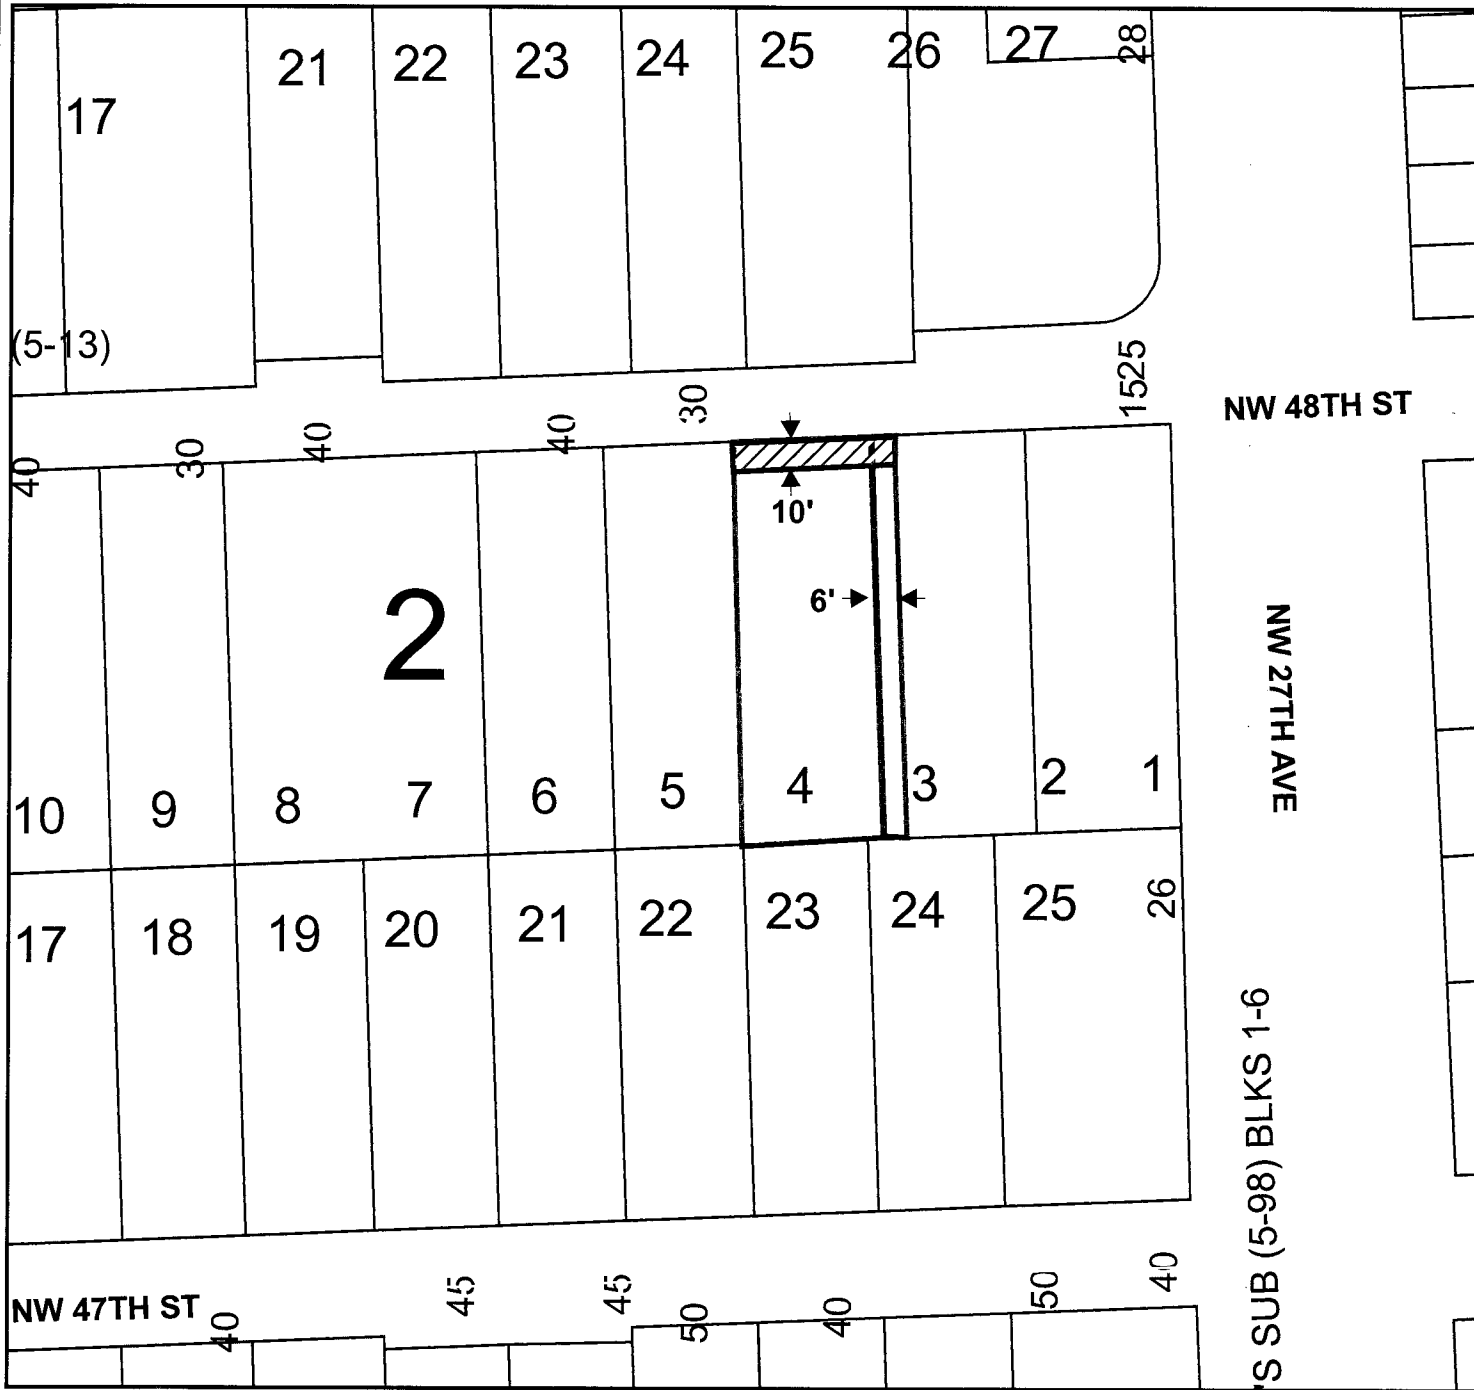 21 22 23 24 25 26 27 28
17
(5-13)
1525
NW 48TH ST
40 30 40 40 30
10'
6'
2
NW 27TH AVE
10 9 8 7 6 5 4 3 2 1
17 18 19 20 21 22 23 24 25 26
'S SUB (5-98) BLKS 1-6
NW 47TH ST
40 45 45 50 40 50 40